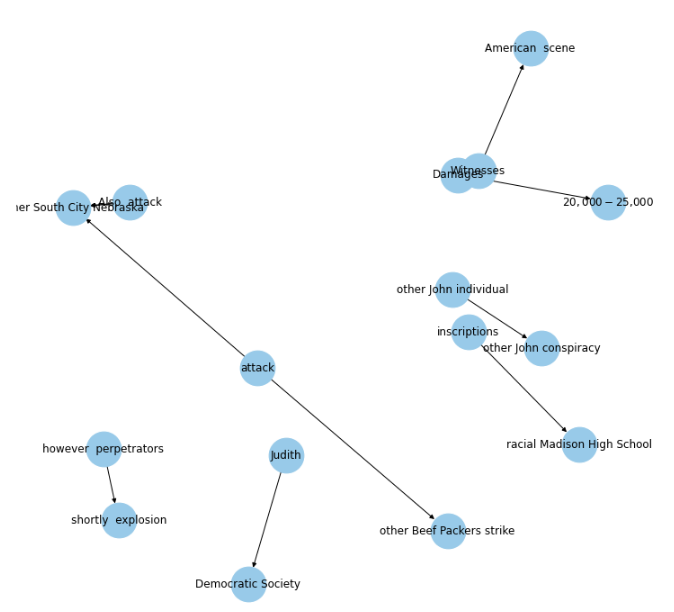 American  scene
Witnesses
Damages
Also  attack
her South City Nebraska
20,000 − 25,000
other John individual
inscriptions
other John conspiracy
attack
racial Madison High School
however  perpetrators
Judith
shortly  explosion
other Beef Packers strike
Democratic Society